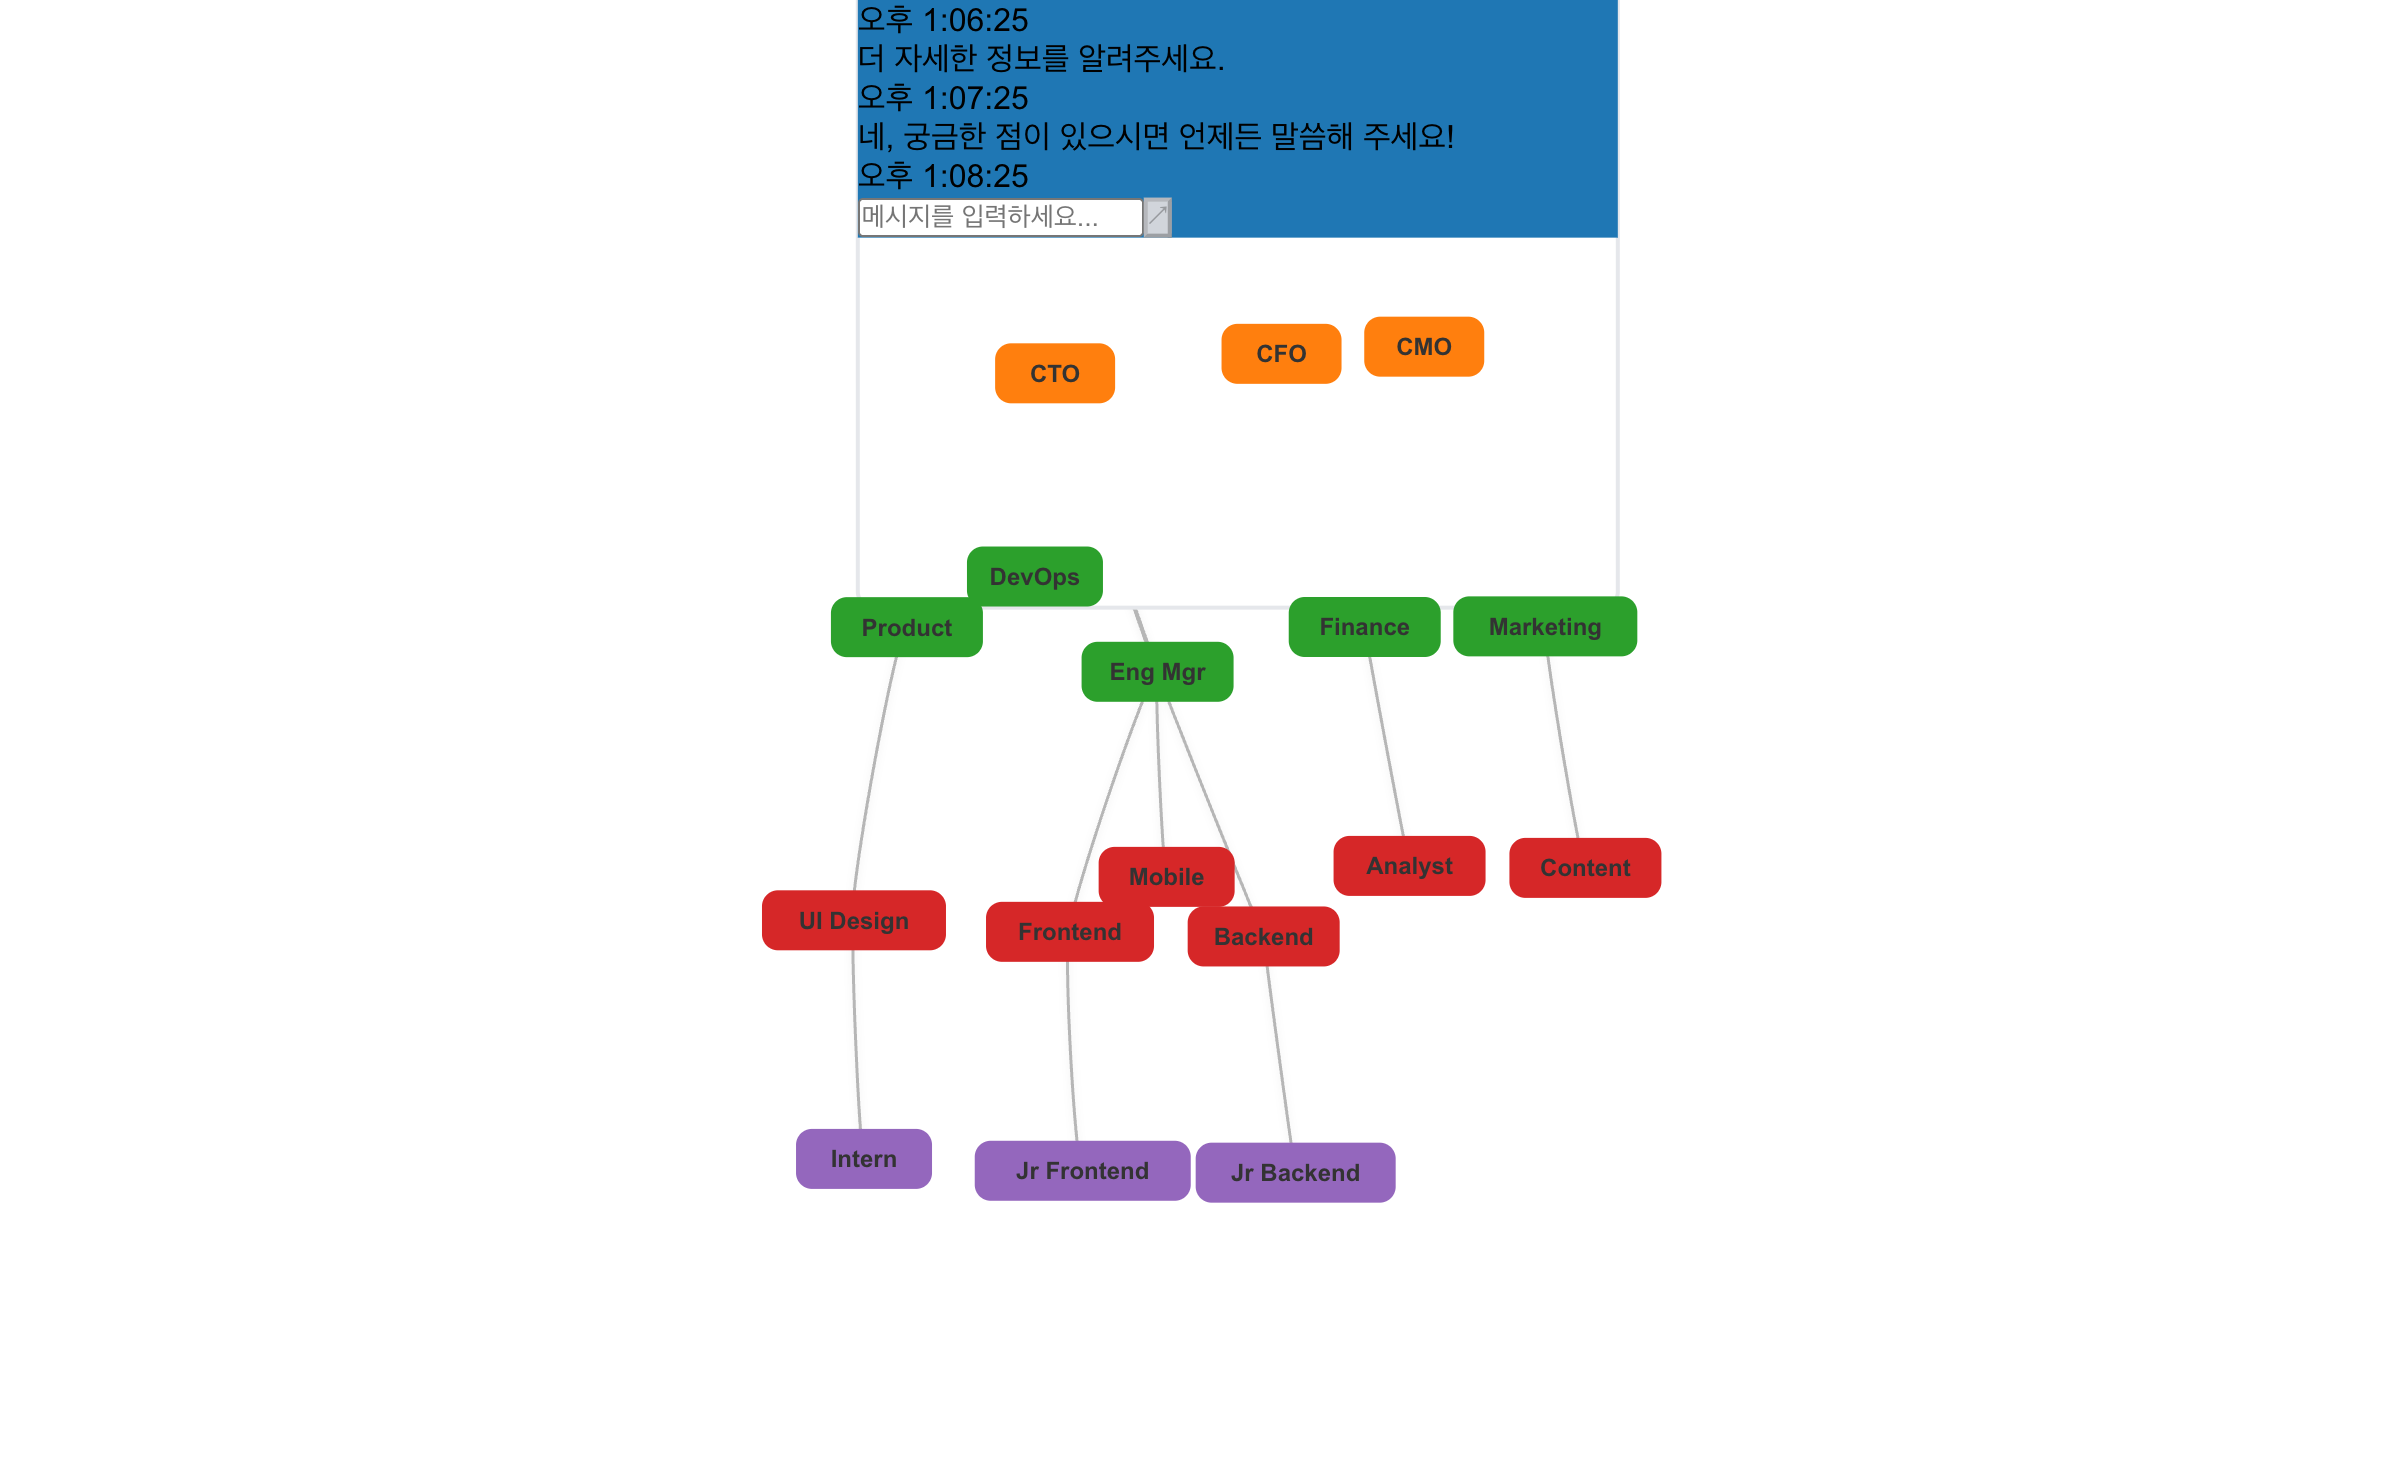 오후 1:06:25
더 자세한 정보를 알려주세요.
오후 1:07:25
네, 궁금한 점이 있으시면 언제든 말씀해 주세요!
오후 1:08:25
메시지를 입력하세요...
CTO
CFO
CMO
DevOps
Product
Eng Mgr
Finance
Marketing
UI Design
Frontend
Mobile
Backend
Analyst
Content
Intern
Jr Frontend
Jr Backend